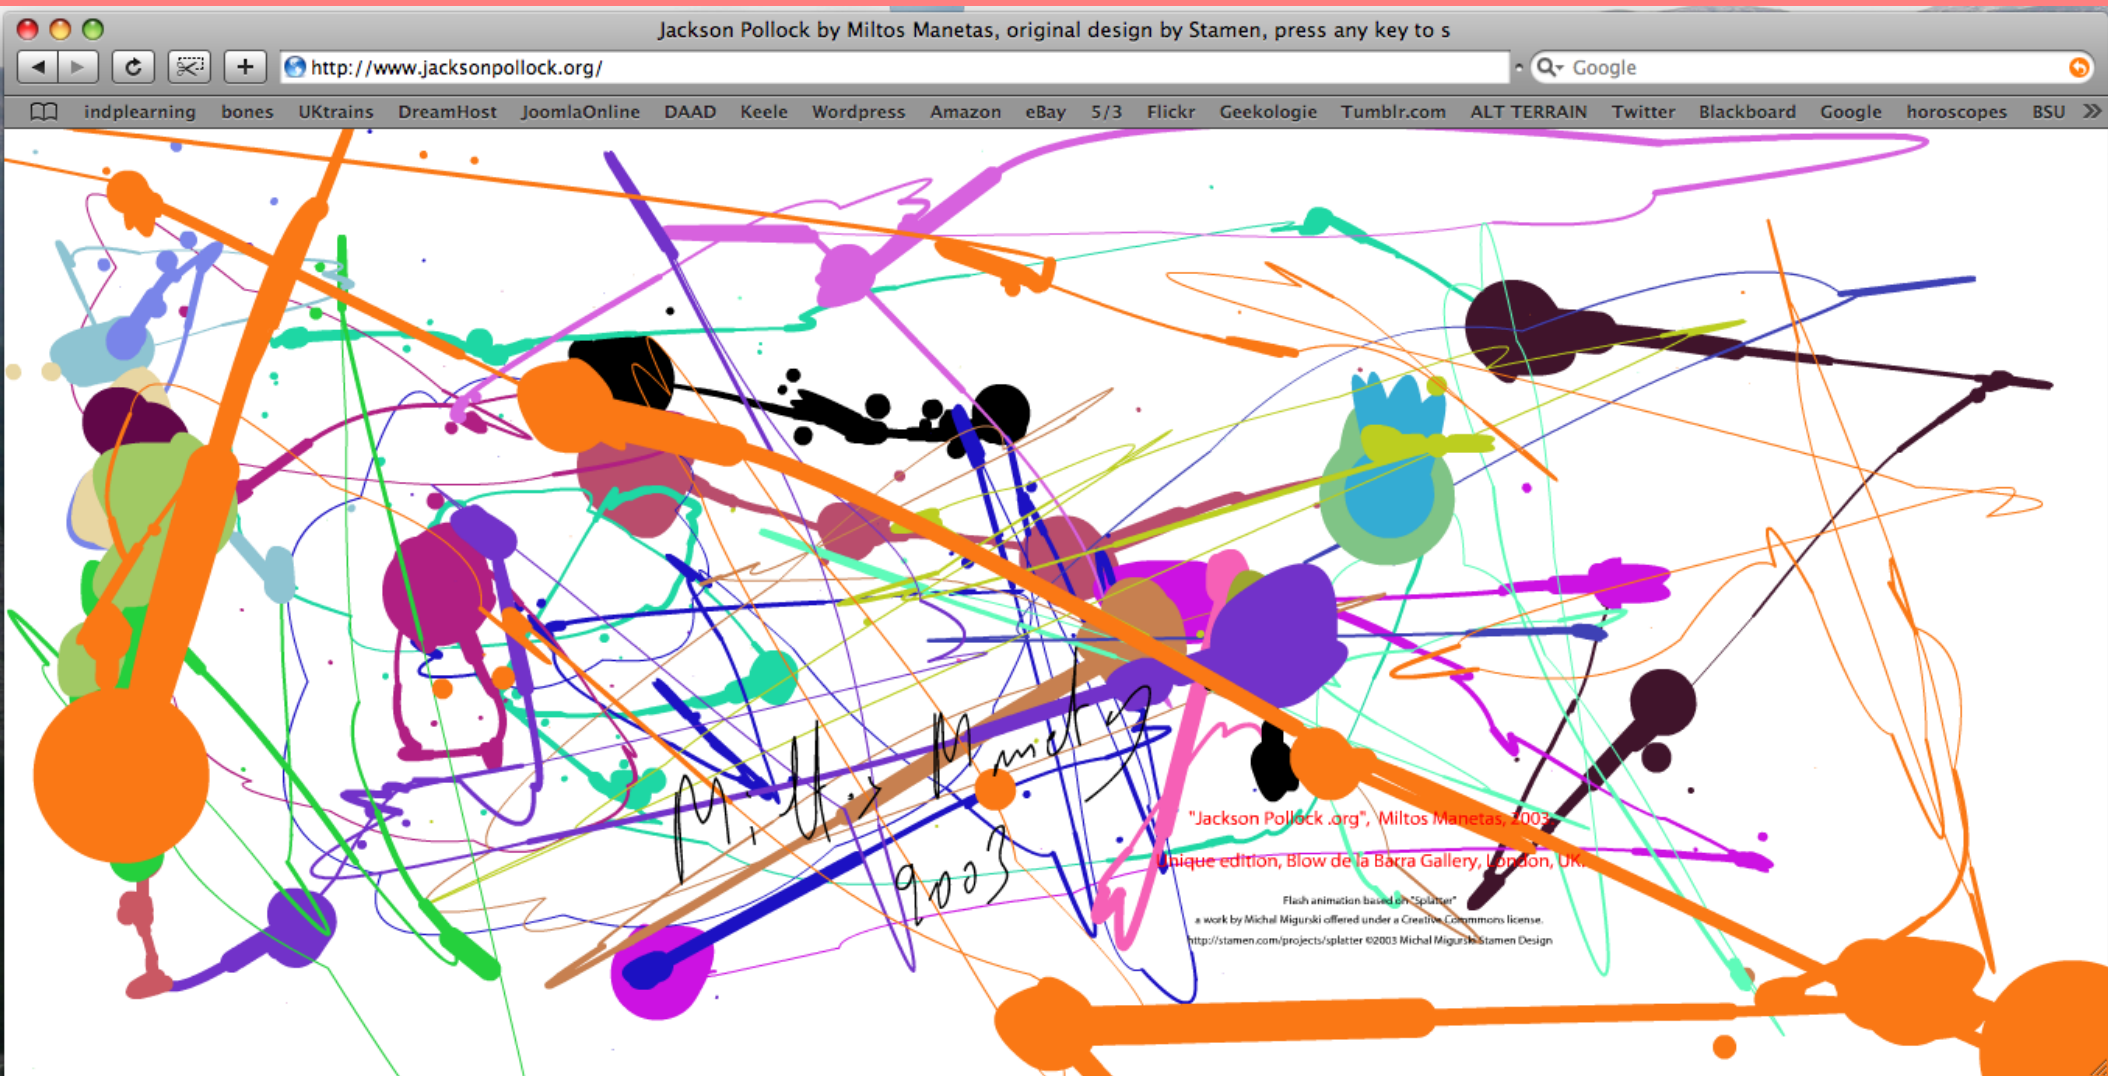 Jackson Pollock by Miltos Manetas, original design by Stamen, press any key to s
http://www.jacksonpollock.org/
Google
indplearning bones UKtrains DreamHost JoomlaOnline DAAD Keele Wordpress Amazon eBay 5/3 Flickr Geekologie Tumblr.com ALT TERRAIN Twitter Blackboard Google horoscopes BSU
Miltos Manetas
2003
"Jackson Pollock .org", Miltos Manetas, 2003
Unique edition, Blow de la Barra Gallery, London, UK.
Flash animation based on "Splatter"
a work by Michal Migurski offered under a Creative Commmons license.
http://stamen.com/projects/splatter ©2003 Michal Migurski Stamen Design